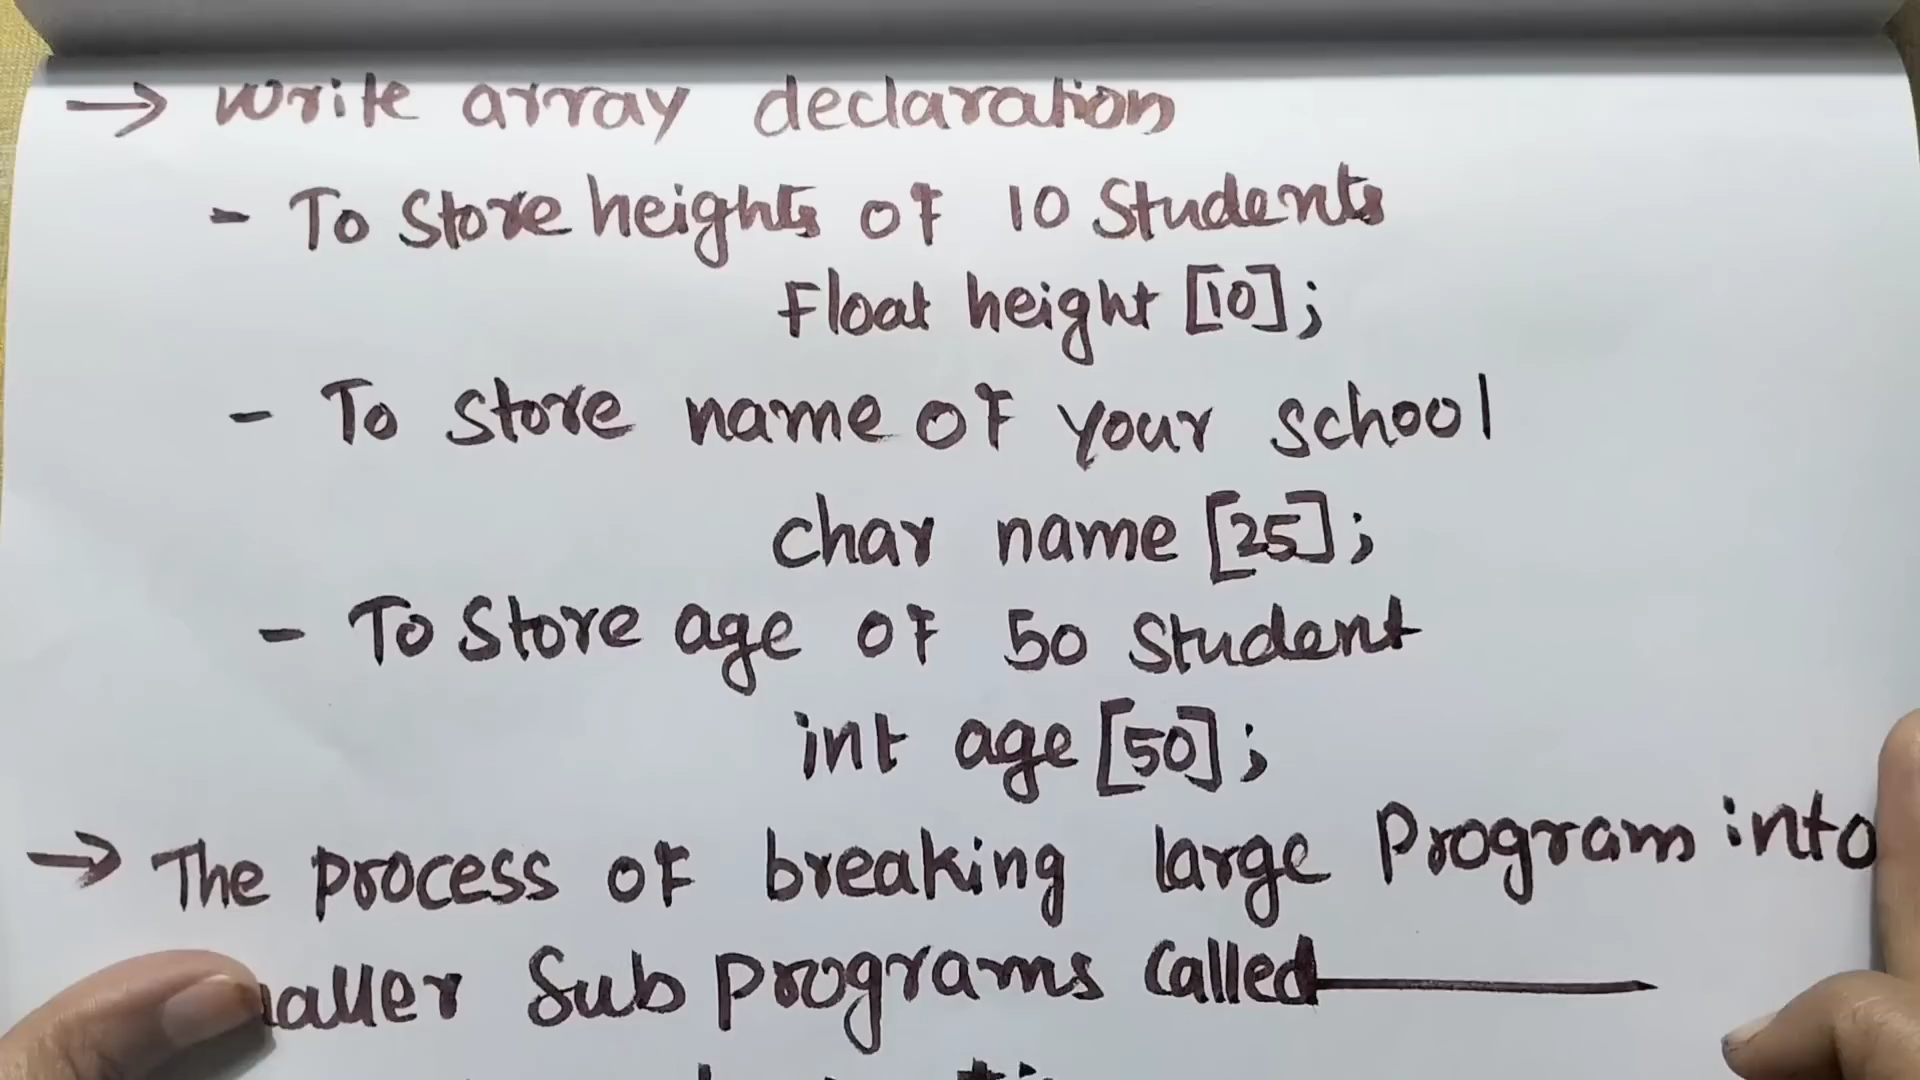 → write array declaration
- To Store heights of 10 Students
Float height [10];
- To store name of your school
char name [25];
- To Store age of 50 Student
int age [50];
→ The process of breaking large Program into
Sub programs called